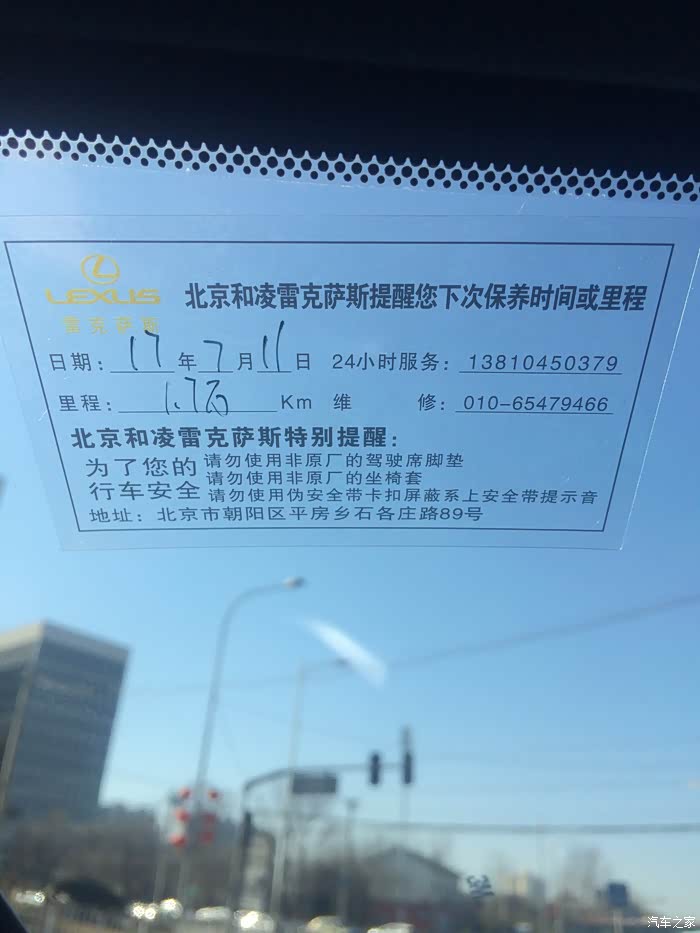 LEXUS
雷克萨斯
北京和凌雷克萨斯提醒您下次保养时间或里程
日期：17年7月11日 24小时服务：13810450379
里程：1.7万Km 维 修：010-65479466
北京和凌雷克萨斯特别提醒：
为了您的
行车安全
请勿使用非原厂的驾驶席脚垫
请勿使用非原厂的坐椅套
请勿使用伪安全带卡扣屏蔽系上安全带提示音
地址：北京市朝阳区平房乡石各庄路89号
汽车之家